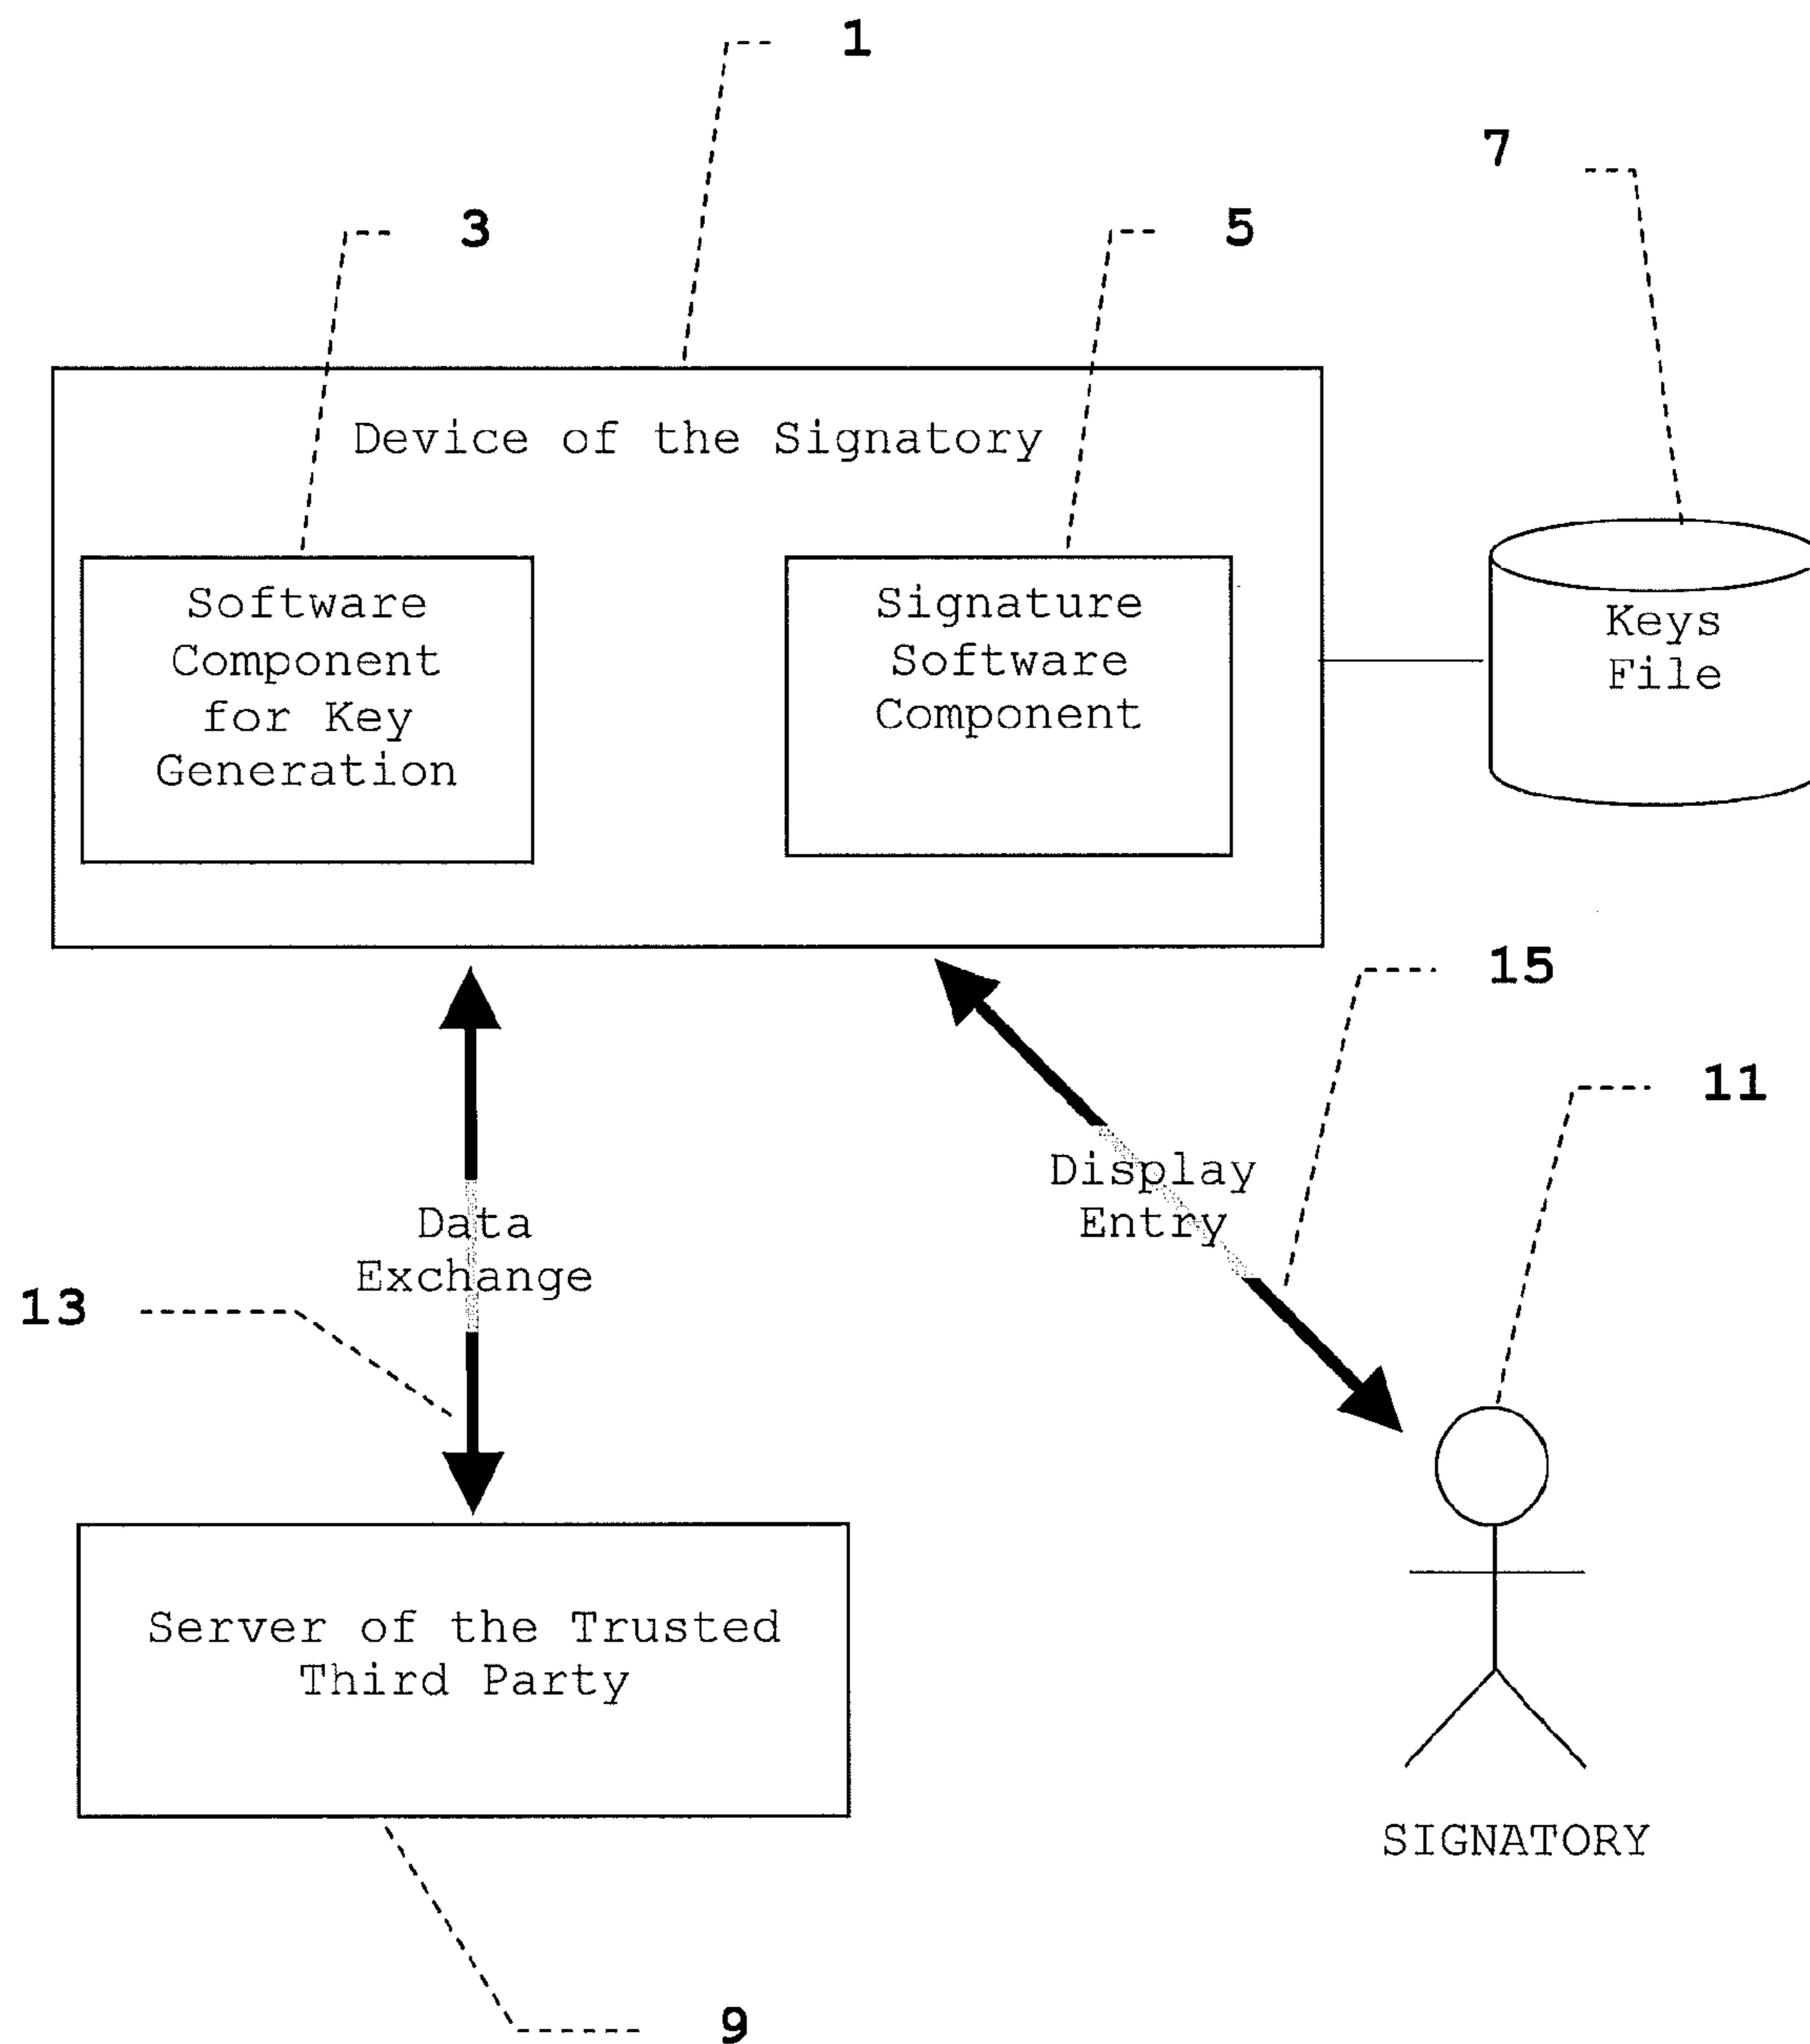 1
7
3
5
Device of the Signatory
Software
Component
for Key
Generation
Signature
Software
Component
Keys
File
15
11
Display
Entry
Data
Exchange
13
Server of the Trusted
Third Party
SIGNATORY
9